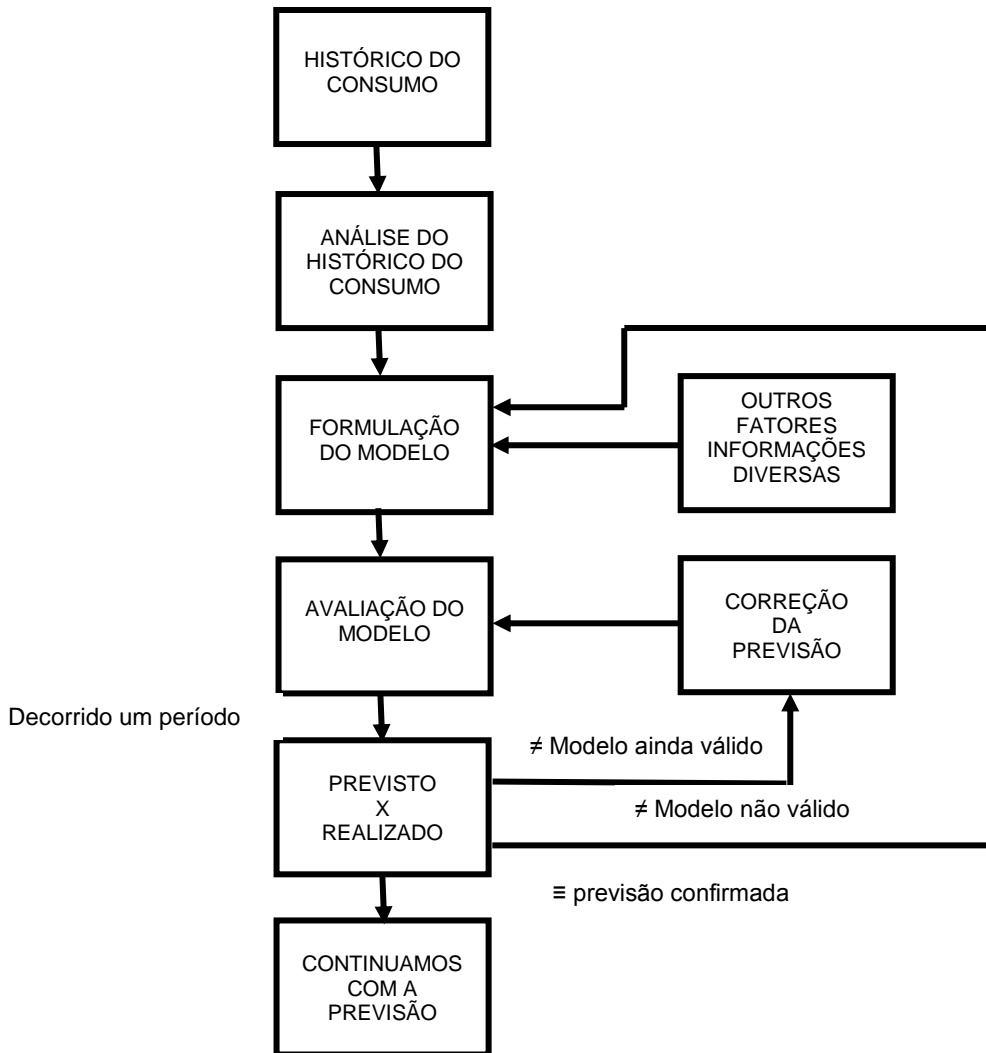 HISTÓRICO DO
CONSUMO
ANÁLISE DO
HISTÓRICO DO
CONSUMO
FORMULAÇÃO
DO MODELO
OUTROS
FATORES
INFORMAÇÕES
DIVERSAS
AVALIAÇÃO DO
MODELO
CORREÇÃO
DA
PREVISÃO
Decorrido um período
≠ Modelo ainda válido
PREVISTO
X
REALIZADO
≠ Modelo não válido
≡ previsão confirmada
CONTINUAMOS
COM A
PREVISÃO